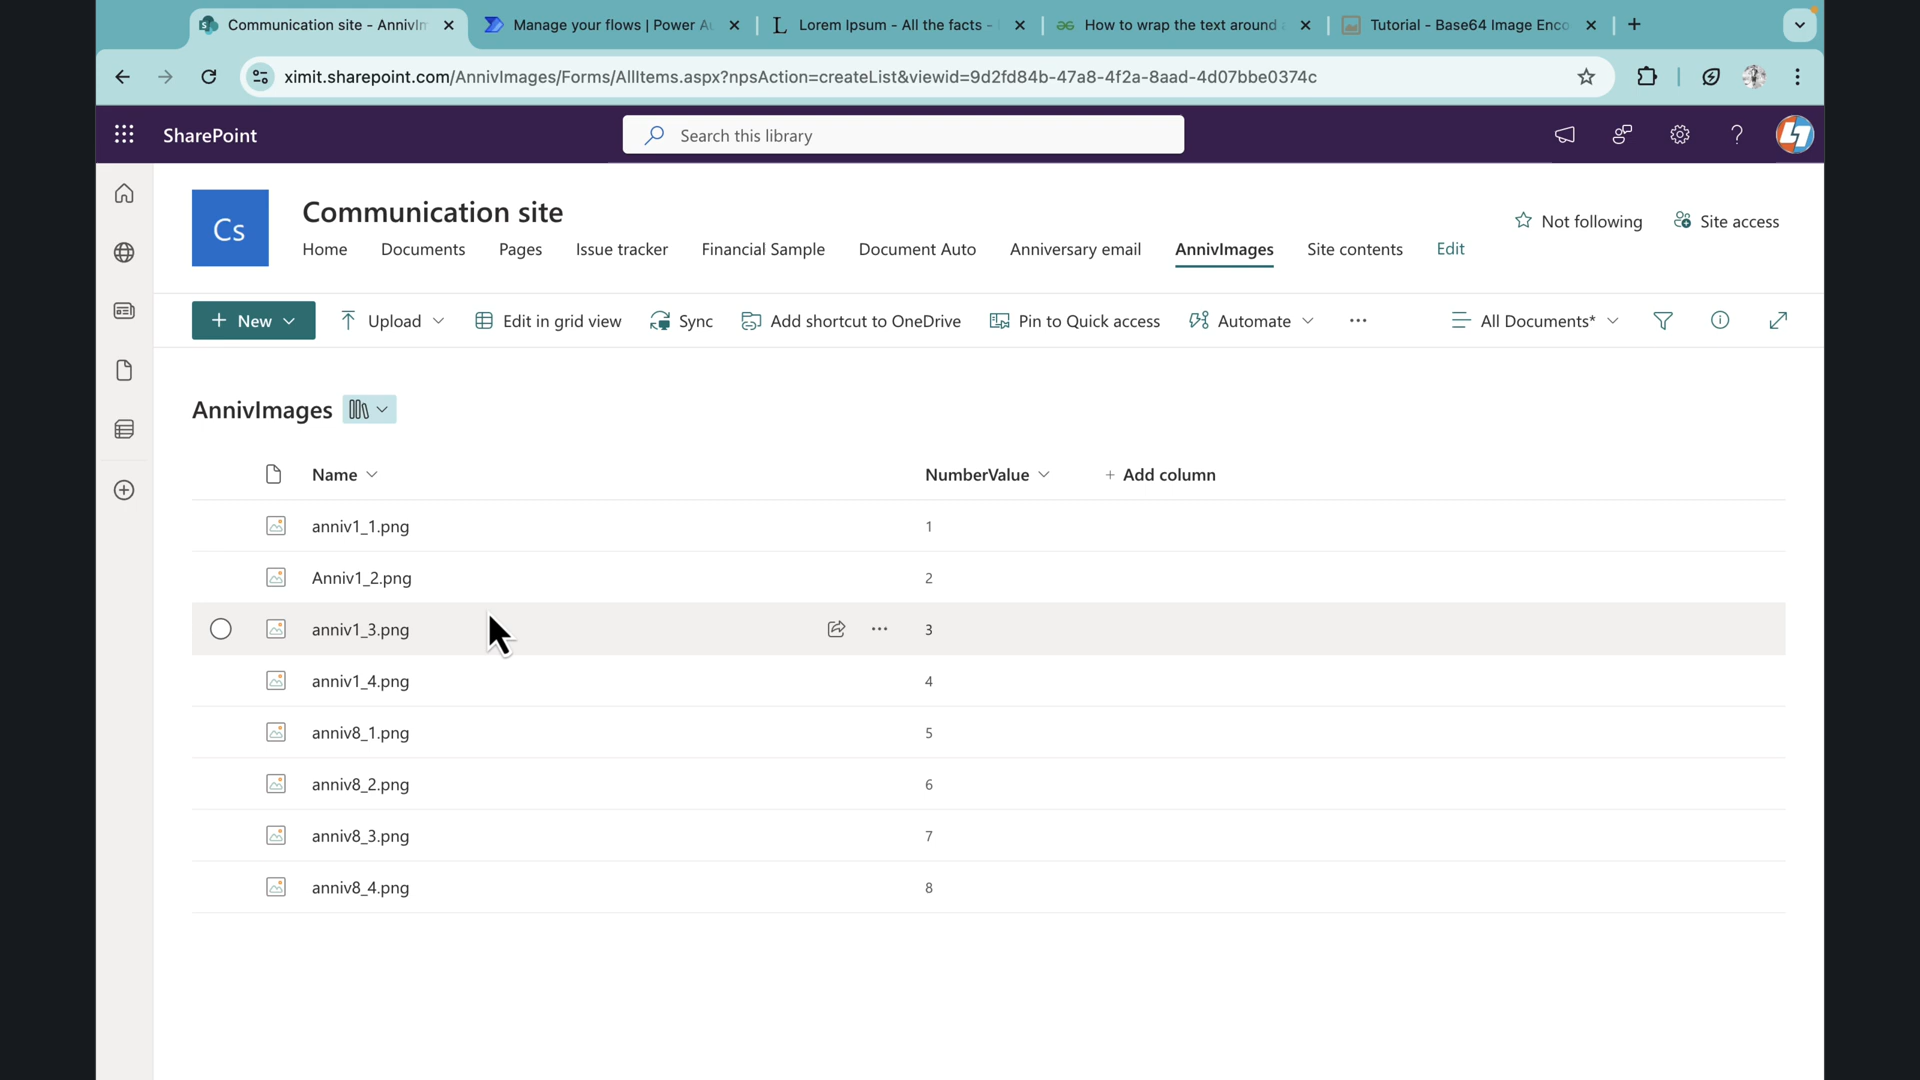 Communication site - AnnivIm
Manage your flows | Power Au
Lorem Ipsum - All the facts -
How to wrap the text around
Tutorial - Base64 Image Enco
ximit.sharepoint.com/AnnivImages/Forms/AllItems.aspx?npsAction=createList&viewid=9d2fd84b-47a8-4f2a-8aad-4d07bbe0374c
SharePoint
Search this library
Cs
Communication site
Not following
Site access
Home
Documents
Pages
Issue tracker
Financial Sample
Document Auto
Anniversary email
AnnivImages
Site contents
Edit
New
Upload
Edit in grid view
Sync
Add shortcut to OneDrive
Pin to Quick access
Automate
All Documents*
AnnivImages
Name
NumberValue
+ Add column
anniv1_1.png 1
Anniv1_2.png 2
anniv1_3.png 3
anniv1_4.png 4
anniv8_1.png 5
anniv8_2.png 6
anniv8_3.png 7
anniv8_4.png 8